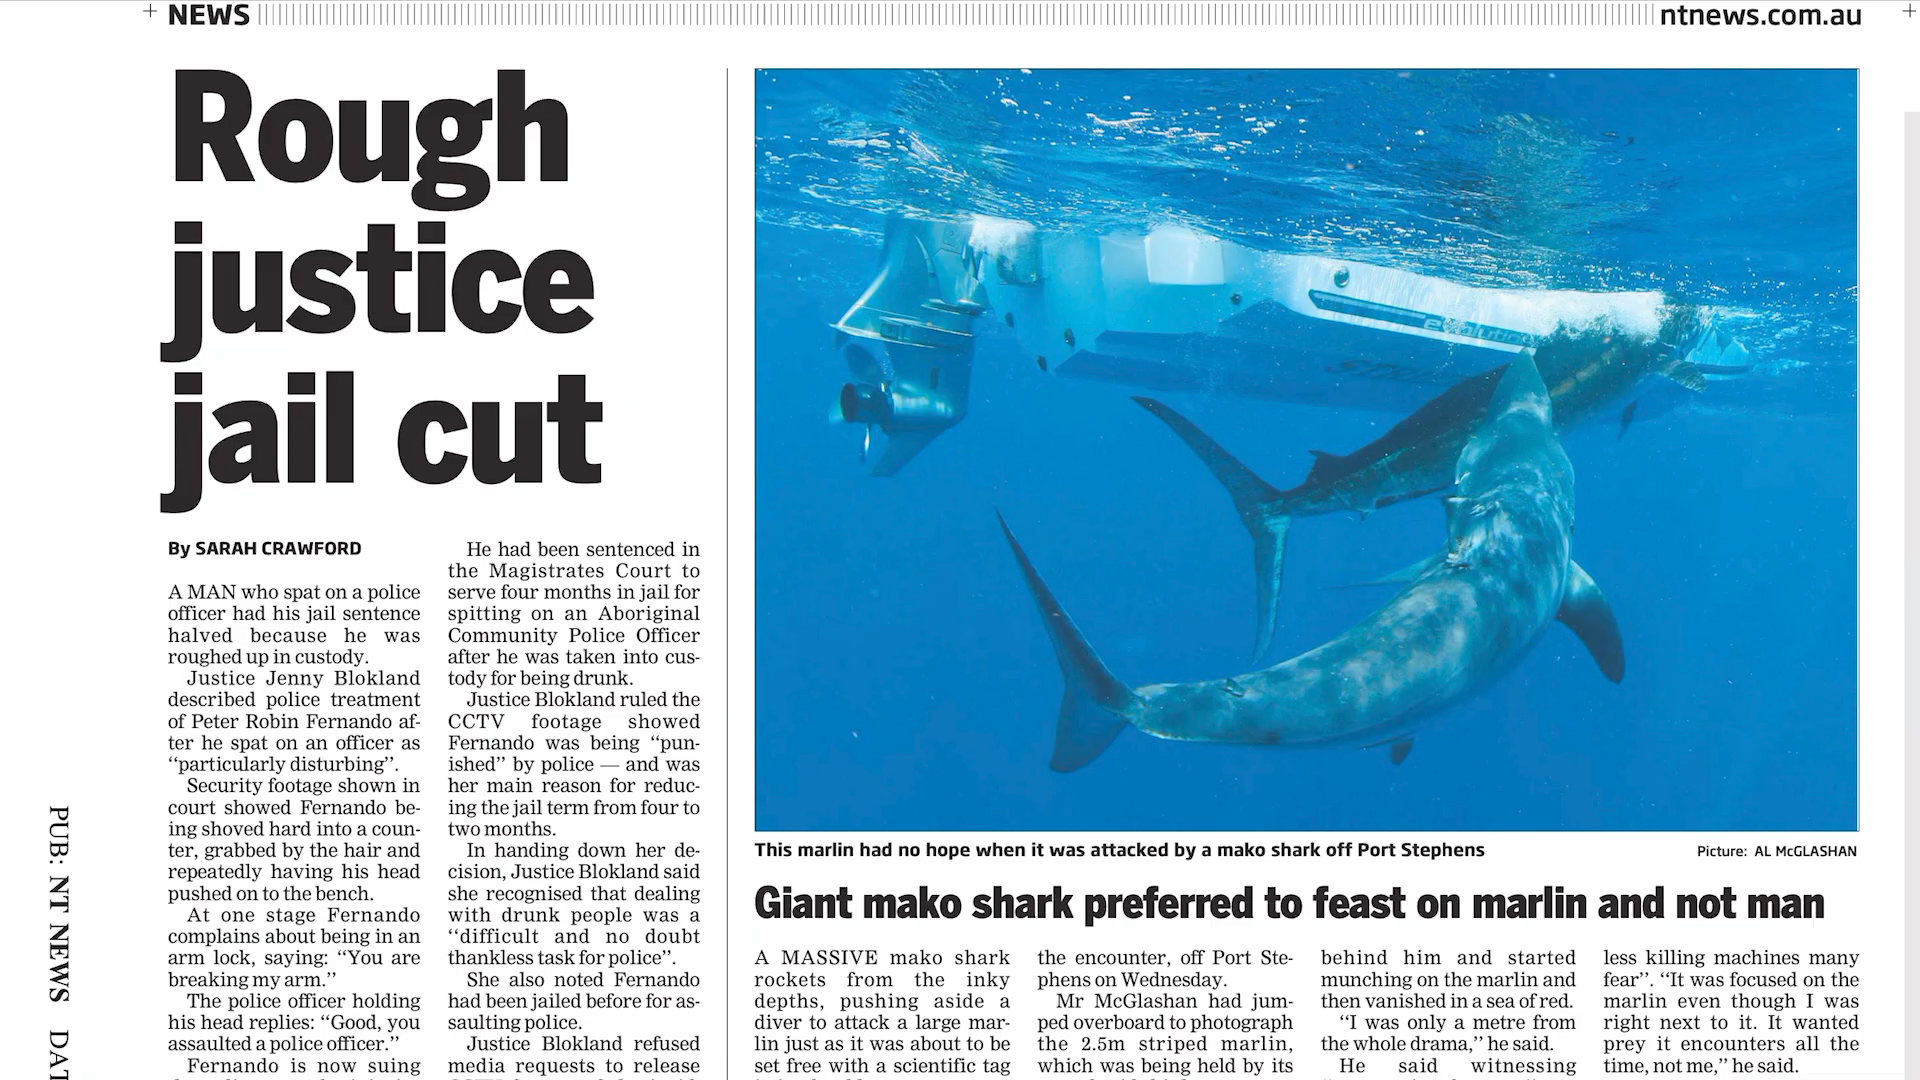 NEWS
ntnews.com.au
Rough
justice
jail cut
By SARAH CRAWFORD
A MAN who spat on a police
officer had his jail sentence
halved because he was
roughed up in custody.
Justice Jenny Blokland
described police treatment
of Peter Robin Fernando af-
ter he spat on an officer as
‘‘particularly disturbing’’.
Security footage shown in
court showed Fernando be-
ing shoved hard into a coun-
ter, grabbed by the hair and
repeatedly having his head
pushed on to the bench.
At one stage Fernando
complains about being in an
arm lock, saying: ‘‘You are
breaking my arm.’’
The police officer holding
his head replies: ‘‘Good, you
assaulted a police officer.’’
Fernando is now suing
He had been sentenced in
the Magistrates Court to
serve four months in jail for
spitting on an Aboriginal
Community Police Officer
after he was taken into cus-
tody for being drunk.
Justice Blokland ruled the
CCTV footage showed
Fernando was being ‘‘pun-
ished’’ by police — and was
her main reason for reduc-
ing the jail term from four to
two months.
In handing down her de-
cision, Justice Blokland said
she recognised that dealing
with drunk people was a
‘‘difficult and no doubt
thankless task for police’’.
She also noted Fernando
had been jailed before for as-
saulting police.
Justice Blokland refused
media requests to release
This marlin had no hope when it was attacked by a mako shark off Port Stephens
Picture: AL McGLASHAN
Giant mako shark preferred to feast on marlin and not man
A MASSIVE mako shark
rockets from the inky
depths, pushing aside a
diver to attack a large mar-
lin just as it was about to be
set free with a scientific tag
the encounter, off Port Ste-
phens on Wednesday.
Mr McGlashan had jum-
ped overboard to photograph
the 2.5m striped marlin,
which was being held by its
behind him and started
munching on the marlin and
then vanished in a sea of red.
‘‘I was only a metre from
the whole drama,’’ he said.
He said witnessing
less killing machines many
fear’’. ‘‘It was focused on the
marlin even though I was
right next to it. It wanted
prey it encounters all the
time, not me,’’ he said.
PUB: NT NEWS DAT